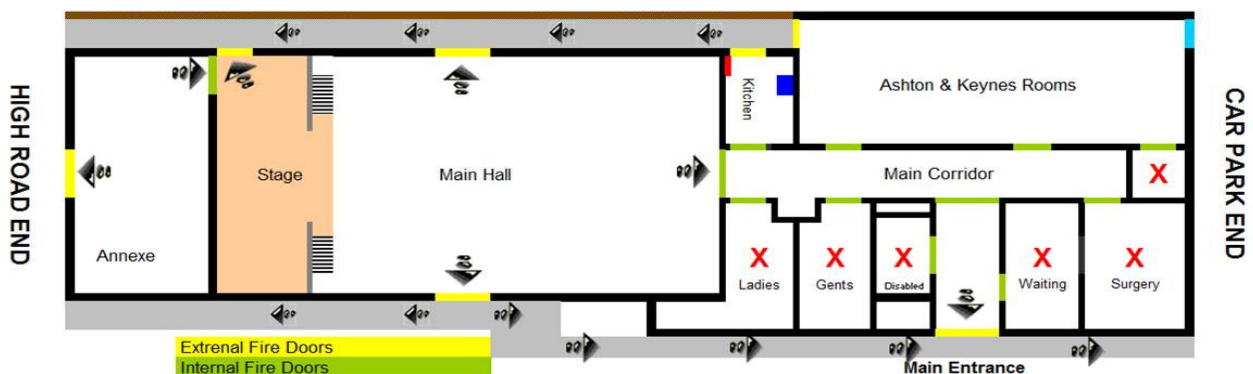 HIGH ROAD END
Annexe
Stage
Main Hall
Kitchen
Ashton & Keynes Rooms
Main Corridor
X
X
Ladies
X
Gents
X
Disabled
X
Waiting
X
Surgery
CAR PARK END
Extrenal Fire Doors
Internal Fire Doors
Main Entrance